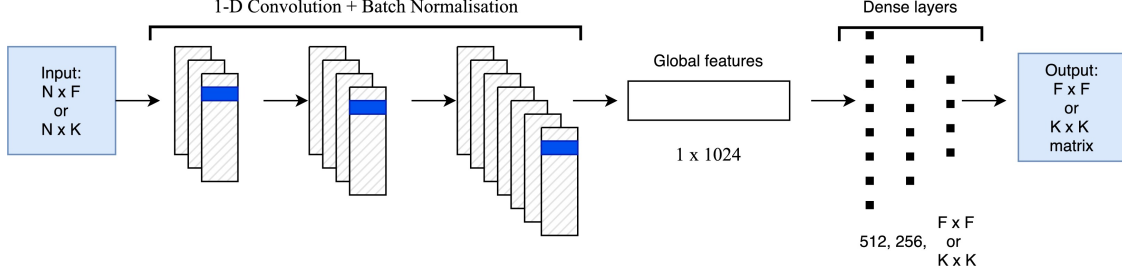 1-D Convolution + Batch Normalisation
Dense layers
Input:
N x F
or
N x K
Global features
1 x 1024
Output:
F x F
or
K x K
matrix
512, 256,
F x F
or
K x K